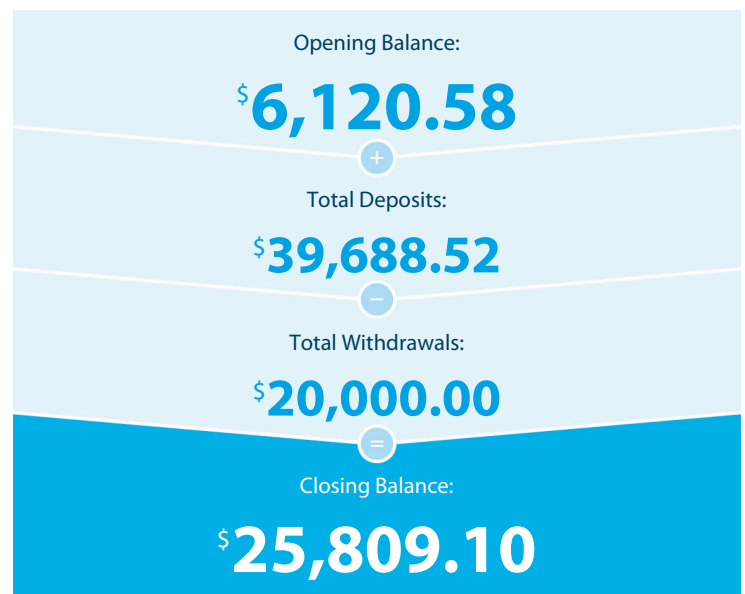 Opening Balance:
$6,120.58
+
Total Deposits:
$39,688.52
−
Total Withdrawals:
$20,000.00
=
Closing Balance:
$25,809.10